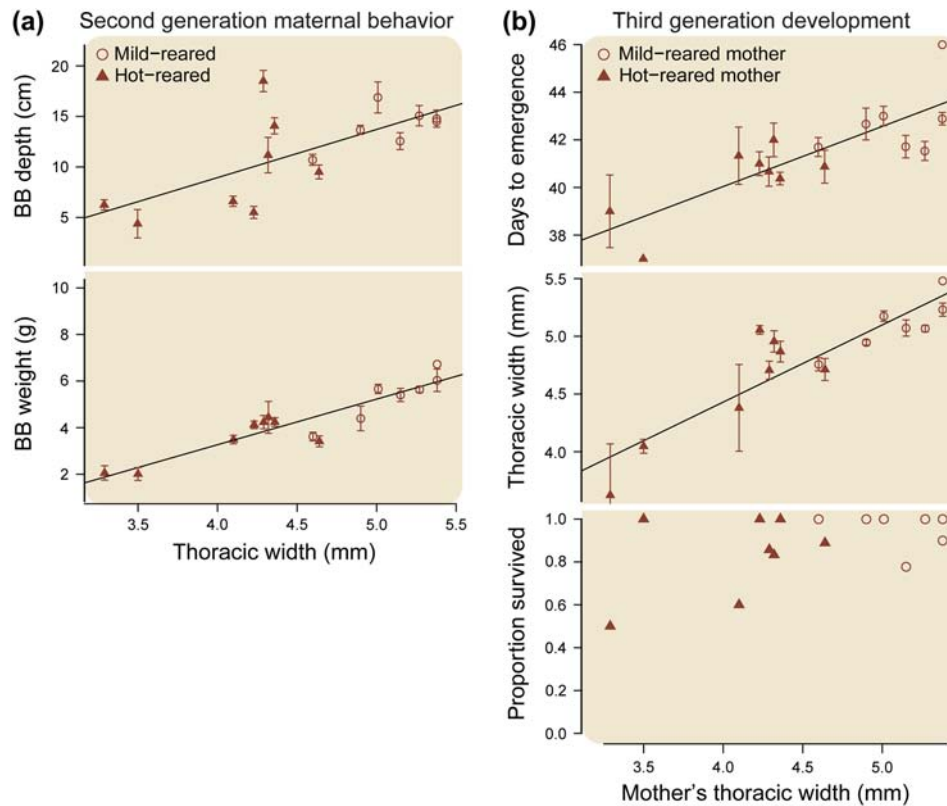 (a) Second generation maternal behavior
Mild-reared
Hot-reared
BB depth (cm)
20
15
10
5
BB weight (g)
10
8
6
4
2
3.5 4.0 4.5 5.0 5.5
Thoracic width (mm)
(b) Third generation development
Mild-reared mother
Hot-reared mother
Days to emergence
46
44
42
40
38
Thoracic width (mm)
5.5
5.0
4.5
4.0
Proportion survived
1.0
0.8
0.6
0.4
0.2
0.0
3.5 4.0 4.5 5.0
Mother's thoracic width (mm)